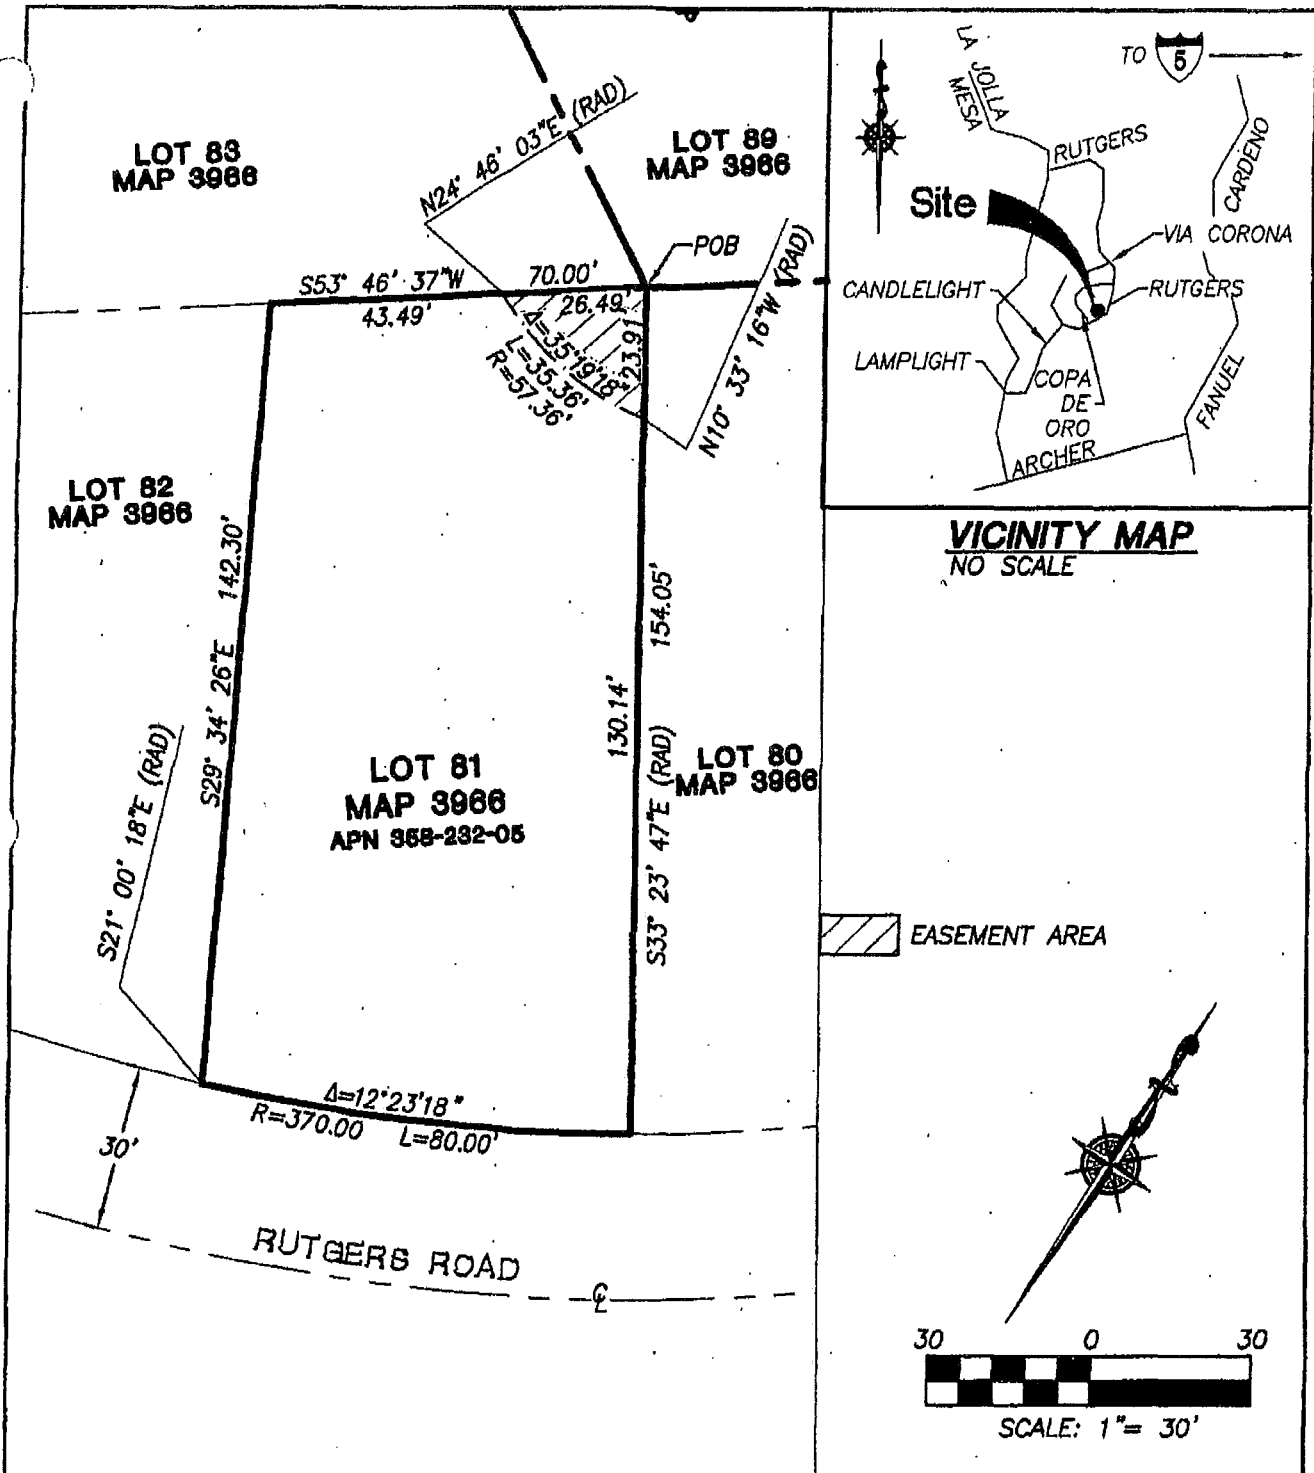 LOT 83
MAP 3966
N24° 46' 03"E (RAD)
LOT 89
MAP 3966
POB
S53° 46' 37"W
70.00'
43.49'
26.49'
23.91'
Δ=35°19'18"
L=35.36'
R=57.36'
N10° 33' 16"W (RAD)
LOT 82
MAP 3966
S29° 34' 26"E 142.30'
154.05'
130.14'
S33° 23' 47"E (RAD)
LOT 81
MAP 3966
APN 358-232-05
LOT 80
MAP 3966
S21° 00' 18"E (RAD)
Δ=12°23'18"
R=370.00 L=80.00'
30'
RUTGERS ROAD
℄
LA JOLLA
MESA
TO 5
RUTGERS
CARDENO
Site
VIA CORONA
CANDLELIGHT
RUTGERS
LAMPLIGHT
COPA
DE
ORO
FANUEL
ARCHER
VICINITY MAP
NO SCALE
EASEMENT AREA
30 0 30
SCALE: 1"= 30'